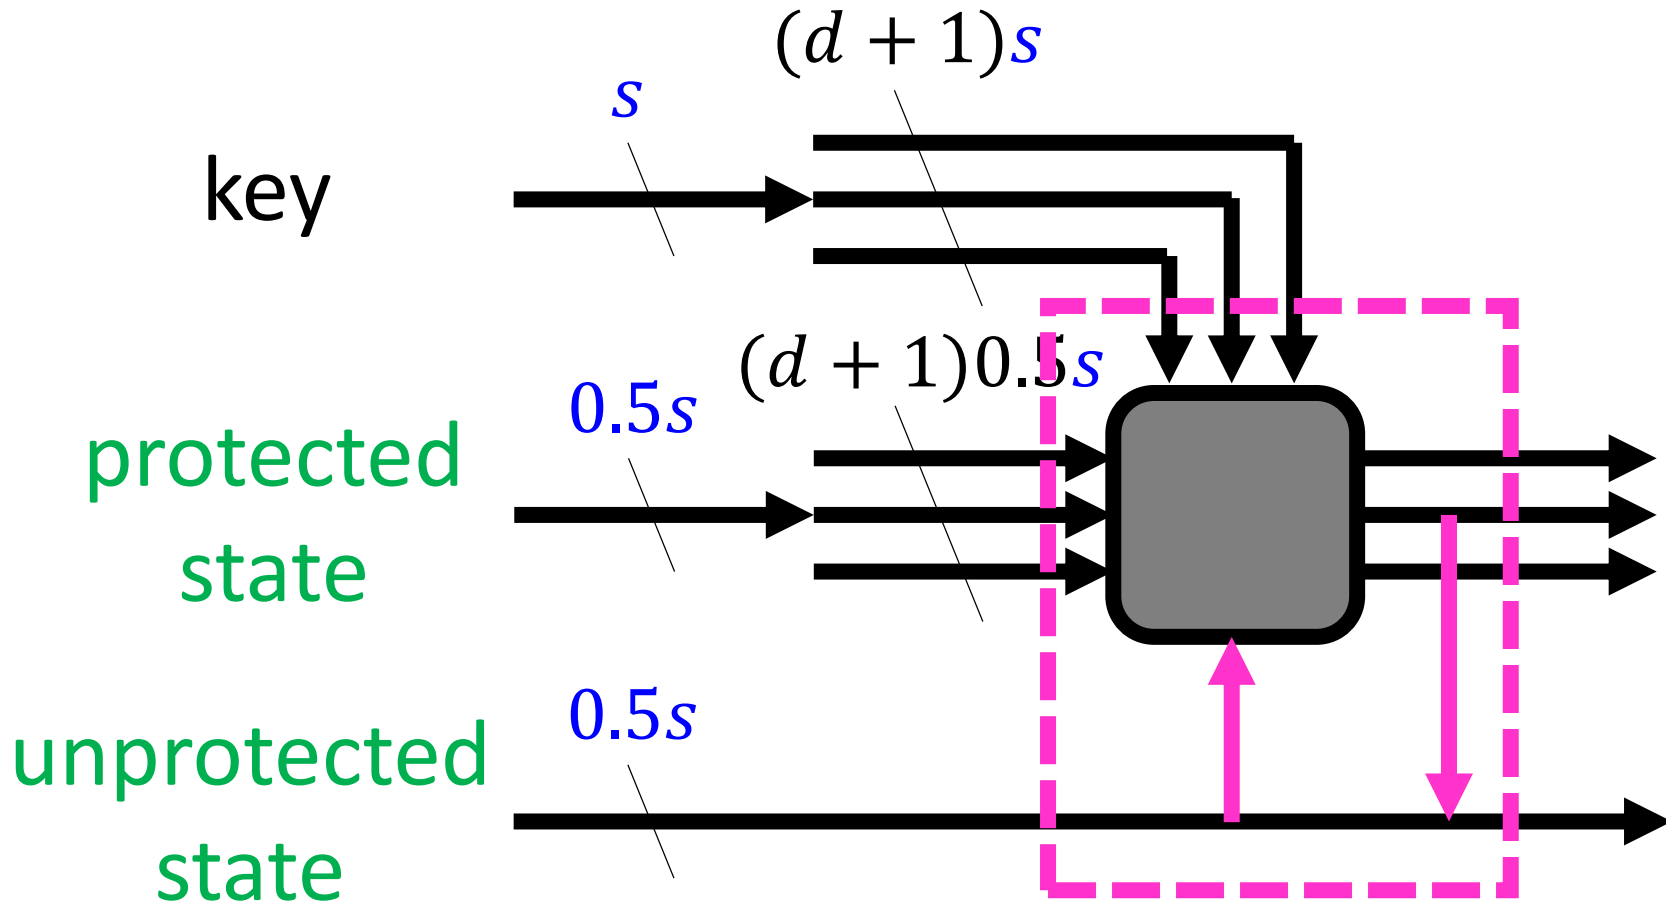 (d + 1)s
s
key
(d + 1)0.5s
0.5s
protected
state
0.5s
unprotected
state